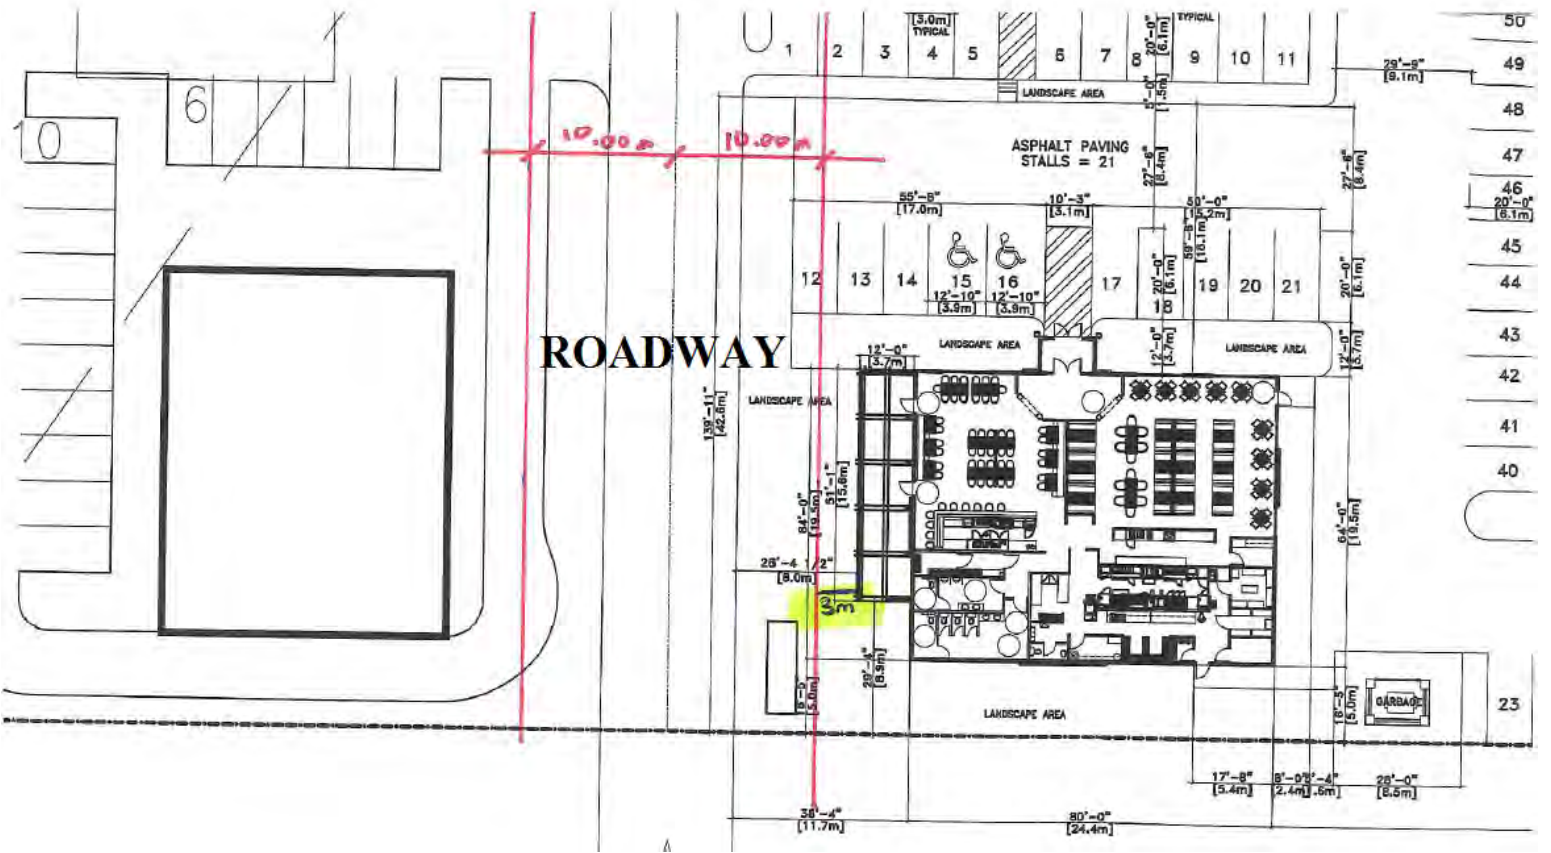 [3.0m]
TYPICAL
TYPICAL
1
2
3
4
5
6
7
8
20'-0"
[6.1m]
9
10
11
50
49
48
47
46
20'-0"
[6.1m]
45
44
43
42
41
40
23
29'-9"
[9.1m]
6
10
LANDSCAPE AREA
5'-0"
[1.5m]
10.00m
10.00m
ASPHALT PAVING
STALLS = 21
27'-6"
[8.4m]
27'-6"
[8.4m]
55'-8"
[17.0m]
10'-3"
[3.1m]
50'-0"
[15.2m]
59'-8"
[18.1m]
12
13
14
15
16
17
18
19
20
21
12'-10"
[3.9m]
12'-10"
[3.9m]
20'-0"
[6.1m]
20'-0"
[6.1m]
ROADWAY
12'-0"
[3.7m]
LANDSCAPE AREA
12'-0"
[3.7m]
LANDSCAPE AREA
12'-0"
[3.7m]
LANDSCAPE AREA
139'-11"
[42.6m]
51'-1"
[15.6m]
64'-0"
[19.5m]
64'-0"
[19.5m]
26'-4 1/2"
[8.0m]
3m
29'-4"
[8.9m]
[5.0m]
16'-5"
[5.0m]
GARBAGE
LANDSCAPE AREA
17'-8"
[5.4m]
8'-0"
[2.4m]
28'-0"
[8.5m]
38'-4"
[11.7m]
80'-0"
[24.4m]